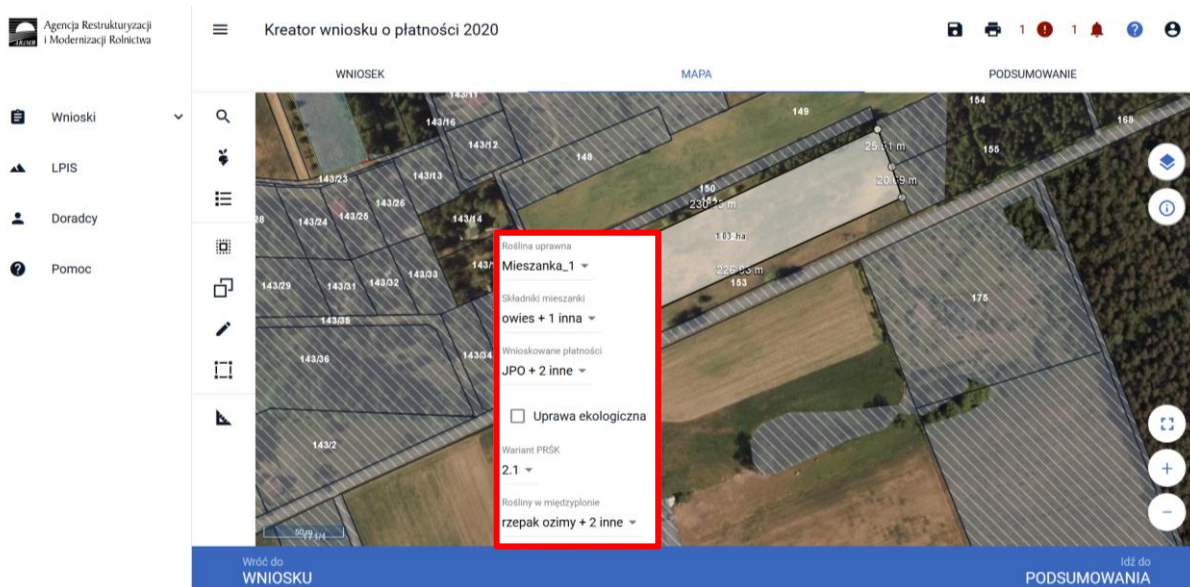 Agencja Restrukturyzacji
i Modernizacji Rolnictwa
Kreator wniosku o płatności 2020
1
1
WNIOSEK
MAPA
PODSUMOWANIE
Wnioski
LPIS
Doradcy
Pomoc
143/16
143/12
148
149
154
168
155
25.51 m
20.69 m
143/23
143/13
143/26
143/25
143/24
150
143/14
1.03 ha
226.93 m
153
143/29
143/31
143/32
143/33
175
143/35
143/36
143/34
143/2
50 m
Roślina uprawna
Mieszanka_1
Składniki mieszanki
owies + 1 inna
Wnioskowane płatności
JPO + 2 inne
Uprawa ekologiczna
Wariant PRŚK
2.1
Rośliny w międzyplonie
rzepak ozimy + 2 inne
Wróć do
WNIOSKU
Idź do
PODSUMOWANIA